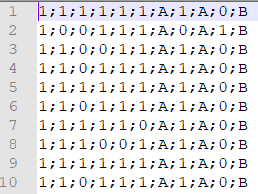 1 1;1;1;1;1;1;A;1;A;0;B
2 1;0;0;1;1;1;A;0;A;1;B
3 1;1;0;0;1;1;A;1;A;0;B
4 1;1;0;1;1;1;A;1;A;0;B
5 1;1;1;1;1;1;A;1;A;0;B
6 1;1;0;1;1;1;A;1;A;0;B
7 1;1;1;1;1;0;A;1;A;0;B
8 1;1;1;0;0;1;A;1;A;0;B
9 1;1;1;1;1;1;A;1;A;0;B
10 1;1;0;1;1;1;A;1;A;0;B